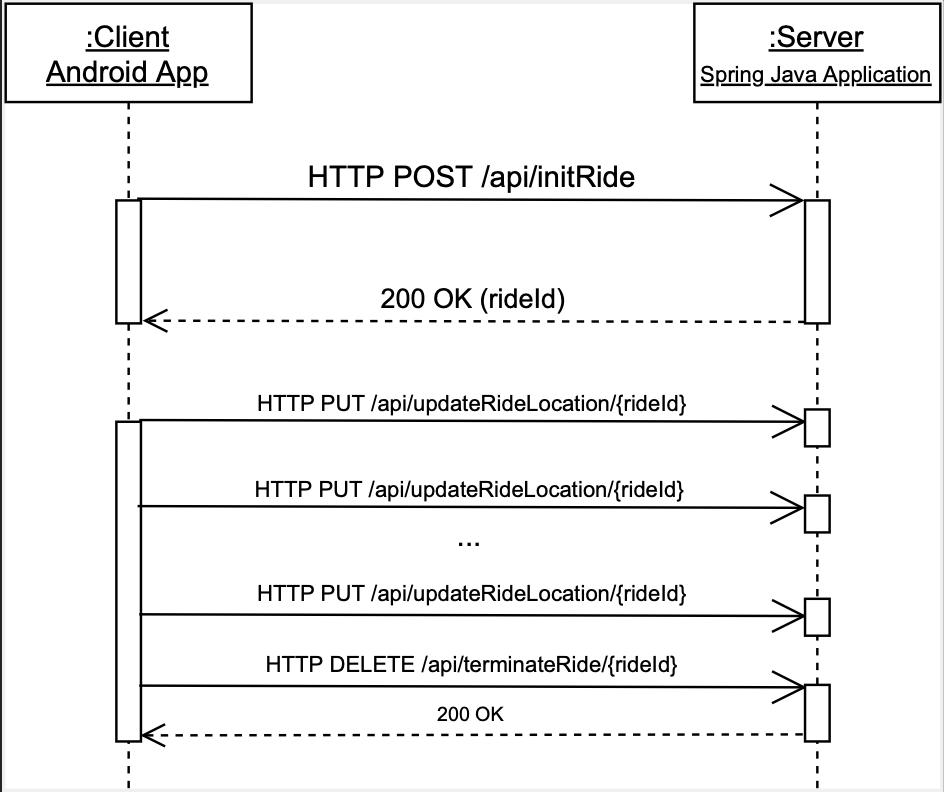 :Client
Android App
:Server
Spring Java Application
HTTP POST /api/initRide
200 OK (rideId)
HTTP PUT /api/updateRideLocation/{rideId}
HTTP PUT /api/updateRideLocation/{rideId}
...
HTTP PUT /api/updateRideLocation/{rideId}
HTTP DELETE /api/terminateRide/{rideId}
200 OK